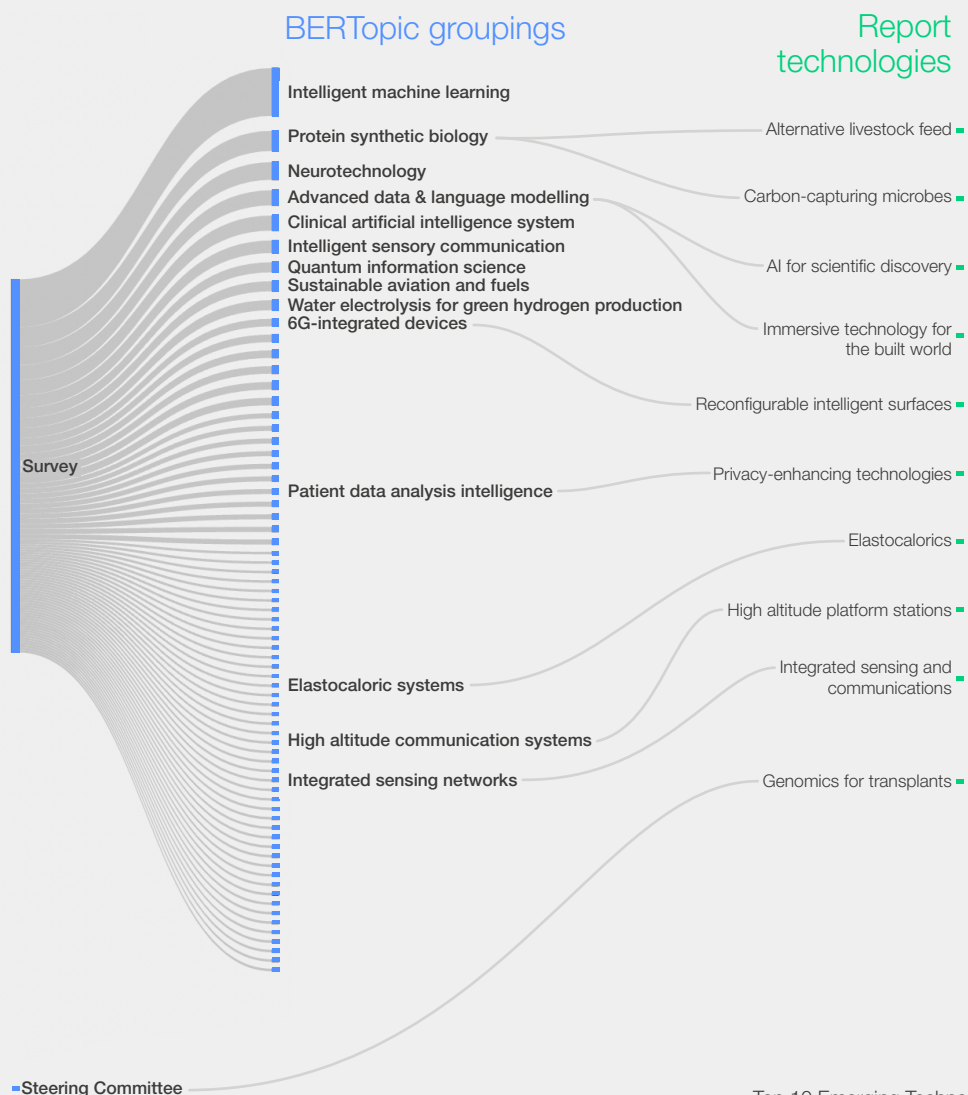 BERTopic groupings
Report
technologies
Intelligent machine learning
Protein synthetic biology
Neurotechnology
Advanced data & language modelling
Clinical artificial intelligence system
Intelligent sensory communication
Quantum information science
Sustainable aviation and fuels
Water electrolysis for green hydrogen production
6G-integrated devices
Survey
Patient data analysis intelligence
Elastocaloric systems
High altitude communication systems
Integrated sensing networks
Alternative livestock feed
Carbon-capturing microbes
AI for scientific discovery
Immersive technology for
the built world
Reconfigurable intelligent surfaces
Privacy-enhancing technologies
Elastocalorics
High altitude platform stations
Integrated sensing and
communications
Genomics for transplants
Steering Committee